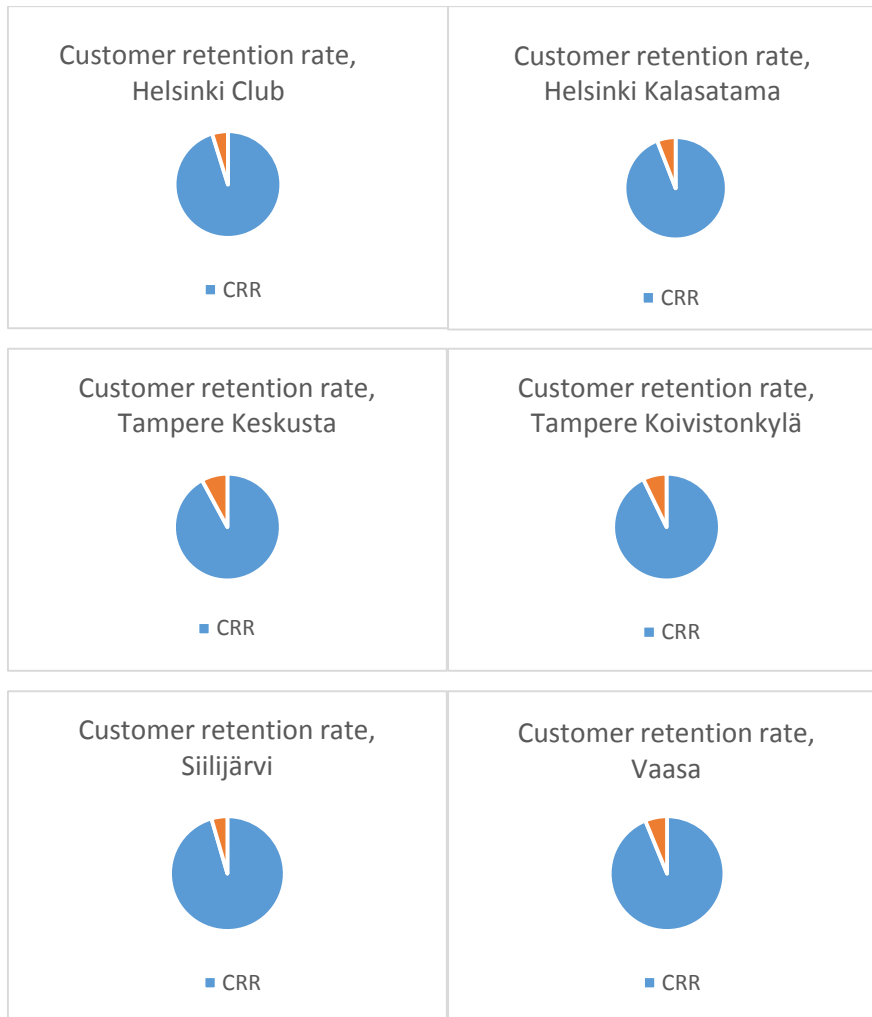 Customer retention rate,
Helsinki Club
CRR
Customer retention rate,
Helsinki Kalasatama
CRR
Customer retention rate,
Tampere Keskusta
CRR
Customer retention rate,
Tampere Koivistonkylä
CRR
Customer retention rate,
Siilijärvi
CRR
Customer retention rate,
Vaasa
CRR